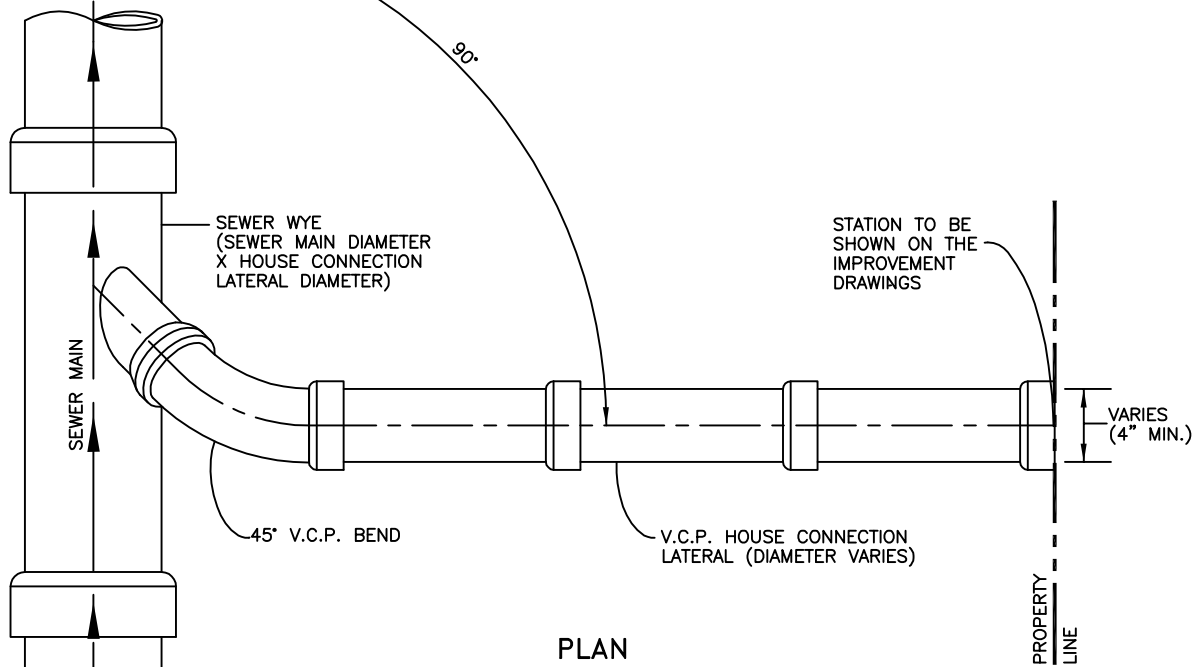 90°
SEWER WYE
(SEWER MAIN DIAMETER
X HOUSE CONNECTION
LATERAL DIAMETER)
STATION TO BE
SHOWN ON THE
IMPROVEMENT
DRAWINGS
SEWER MAIN
VARIES
(4" MIN.)
45° V.C.P. BEND
V.C.P. HOUSE CONNECTION
LATERAL (DIAMETER VARIES)
PROPERTY
LINE
PLAN